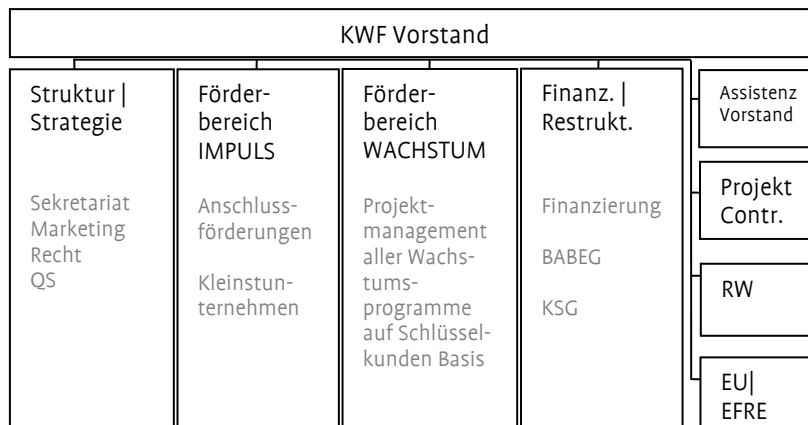 KWF Vorstand
Struktur |
Strategie
Sekretariat
Marketing
Recht
QS
Förder-
bereich
IMPULS
Anschluss-
förderungen
Kleinstun-
ternehmen
Förder-
bereich
WACHSTUM
Projekt-
management
aller Wachs-
tums-
programme
auf Schlüssel-
kunden Basis
Finanz. |
Restrukt.
Finanzierung
BABEG
KSG
Assistenz
Vorstand
Projekt
Contr.
RW
EU|
EFRE